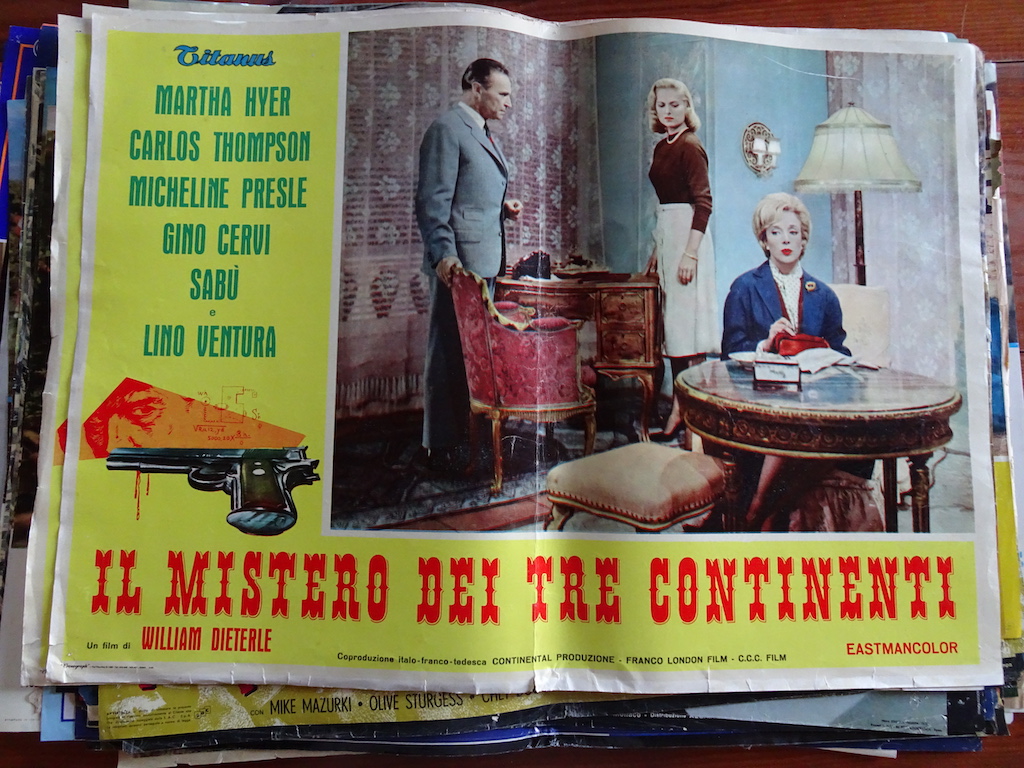 Titanus
MARTHA HYER
CARLOS THOMPSON
MICHELINE PRESLE
GINO CERVI
SABÙ
e
LINO VENTURA
IL MISTERO DEI TRE CONTINENTI
Un film di WILLIAM DIETERLE
Coproduzione italo-franco-tedesca CONTINENTAL PRODUZIONE - FRANCO LONDON FILM - C.C.C. FILM
EASTMANCOLOR
CON MIKE MAZURKI • OLIVE STURGESS